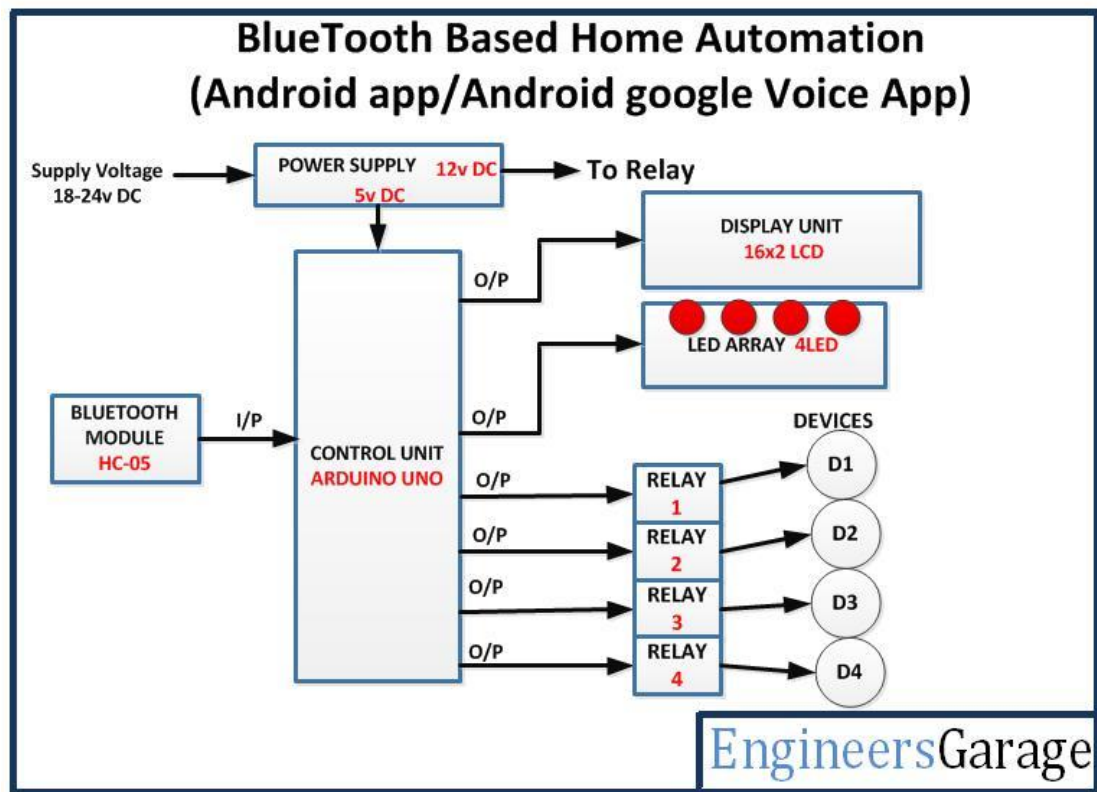 BlueTooth Based Home Automation
(Android app/Android google Voice App)
Supply Voltage
18-24v DC
POWER SUPPLY 12v DC
5v DC
To Relay
DISPLAY UNIT
16x2 LCD
O/P
LED ARRAY 4LED
O/P
BLUETOOTH
MODULE
HC-05
I/P
CONTROL UNIT
ARDUINO UNO
DEVICES
O/P
RELAY
1
D1
O/P
RELAY
2
D2
O/P
RELAY
3
D3
O/P
RELAY
4
D4
EngineersGarage